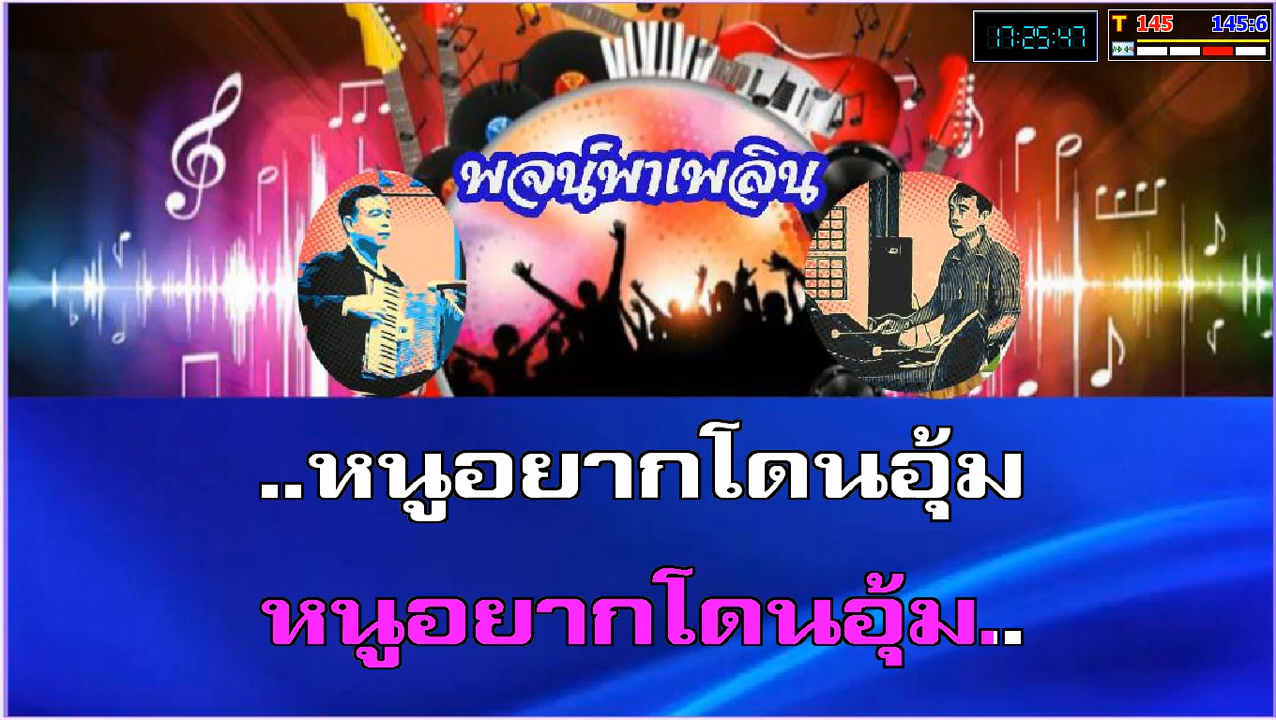 17:25:47
T 145 145:6
พจน์พาเพลิน
..หนูอยากโดนอุ้ม
หนูอยากโดนอุ้ม..